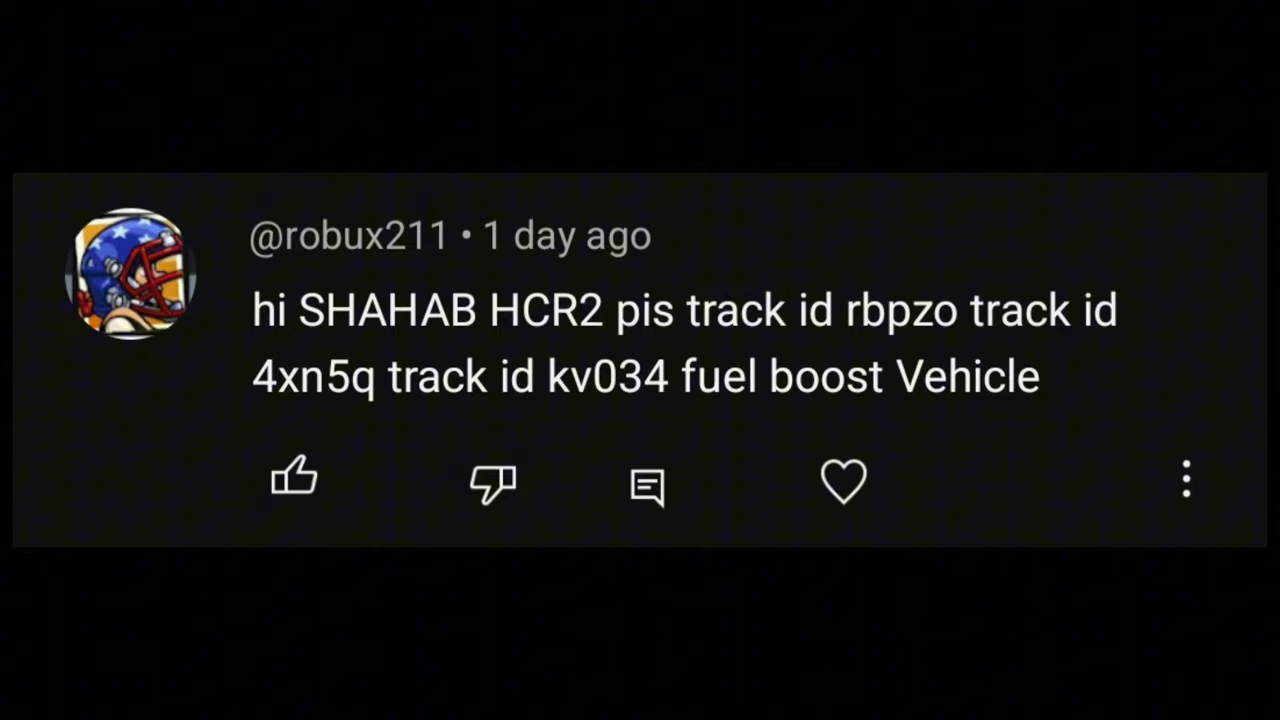 @robux211 • 1 day ago
hi SHAHAB HCR2 pis track id rbpzo track id
4xn5q track id kv034 fuel boost Vehicle